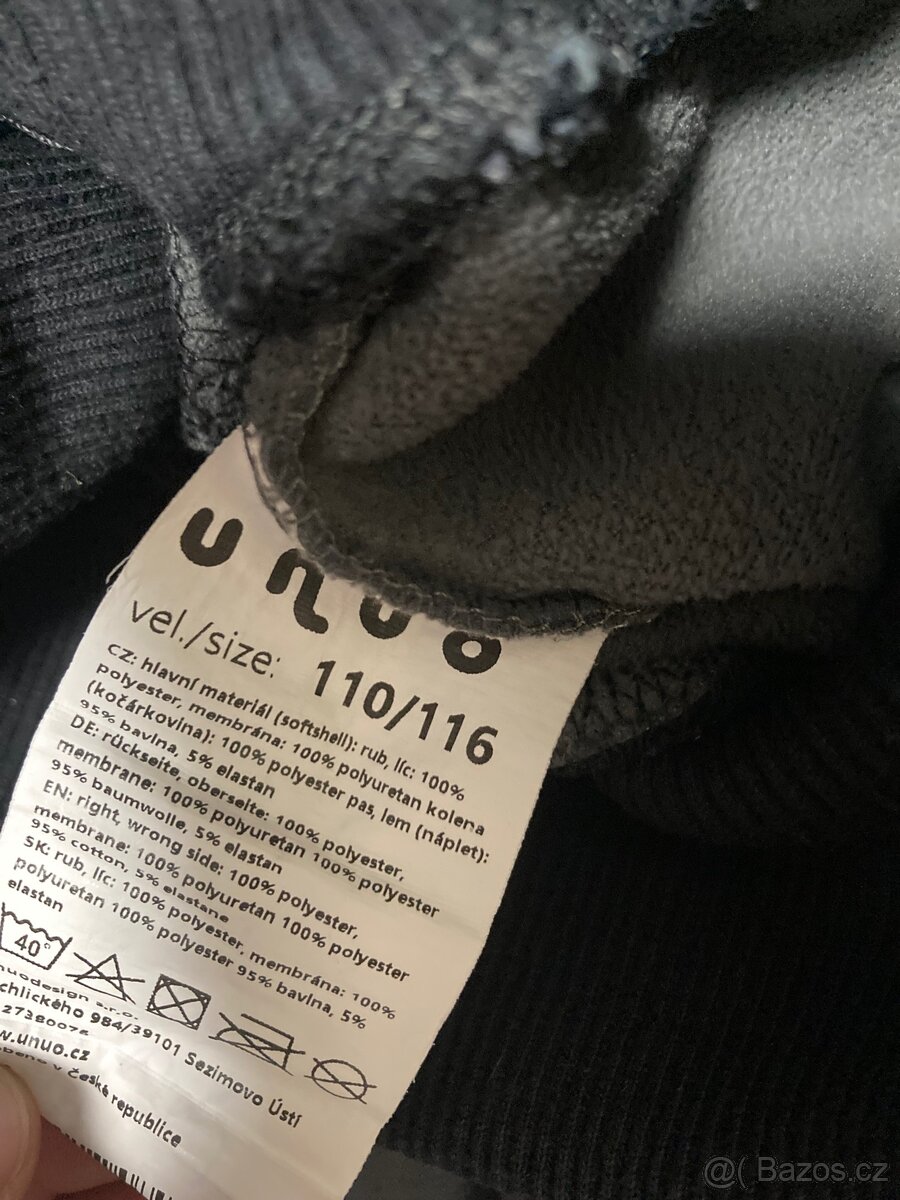 unuo
vel./size: 110/116
CZ: hlavní materiál (softshell): rub, líc: 100%
polyester, membrána: 100% polyuretan kolena
(kočárkovina): 100% polyester pas, lem (náplet):
95% bavlna, 5% elastan
DE: rückseite, oberseite: 100% polyester,
membrane: 100% polyuretan 100% polyester
95% baumwolle, 5% elastan
EN: right, wrong side: 100% polyester,
membrane: 100% polyuretan 100% polyester
95% cotton, 5% elastane
SK: rub, líc: 100% polyester, membrána: 100%
polyuretan 100% polyester 95% bavlna, 5%
elastan
40°
nuodesign s.r.o.
chlického 984/39101 Sezimovo Ústí
27380076
w.unuo.cz
beno v České republice
@( Bazos.cz